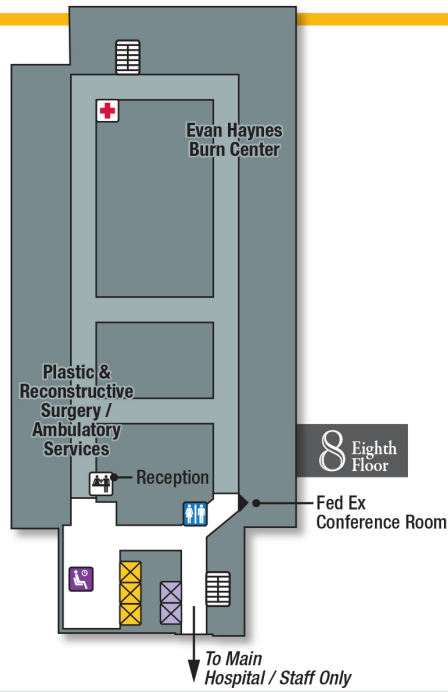 Evan Haynes
Burn Center
Plastic &
Reconstructive
Surgery /
Ambulatory
Services
8 Eighth
Floor
Reception
Fed Ex
Conference Room
To Main
Hospital / Staff Only